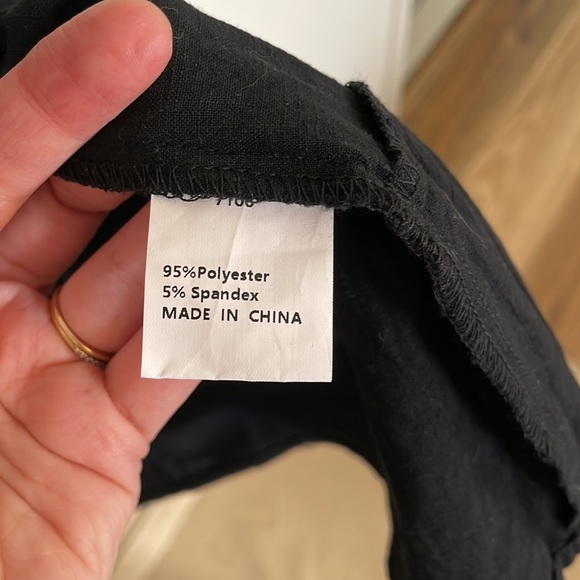 95%Polyester
5% Spandex
MADE IN CHINA